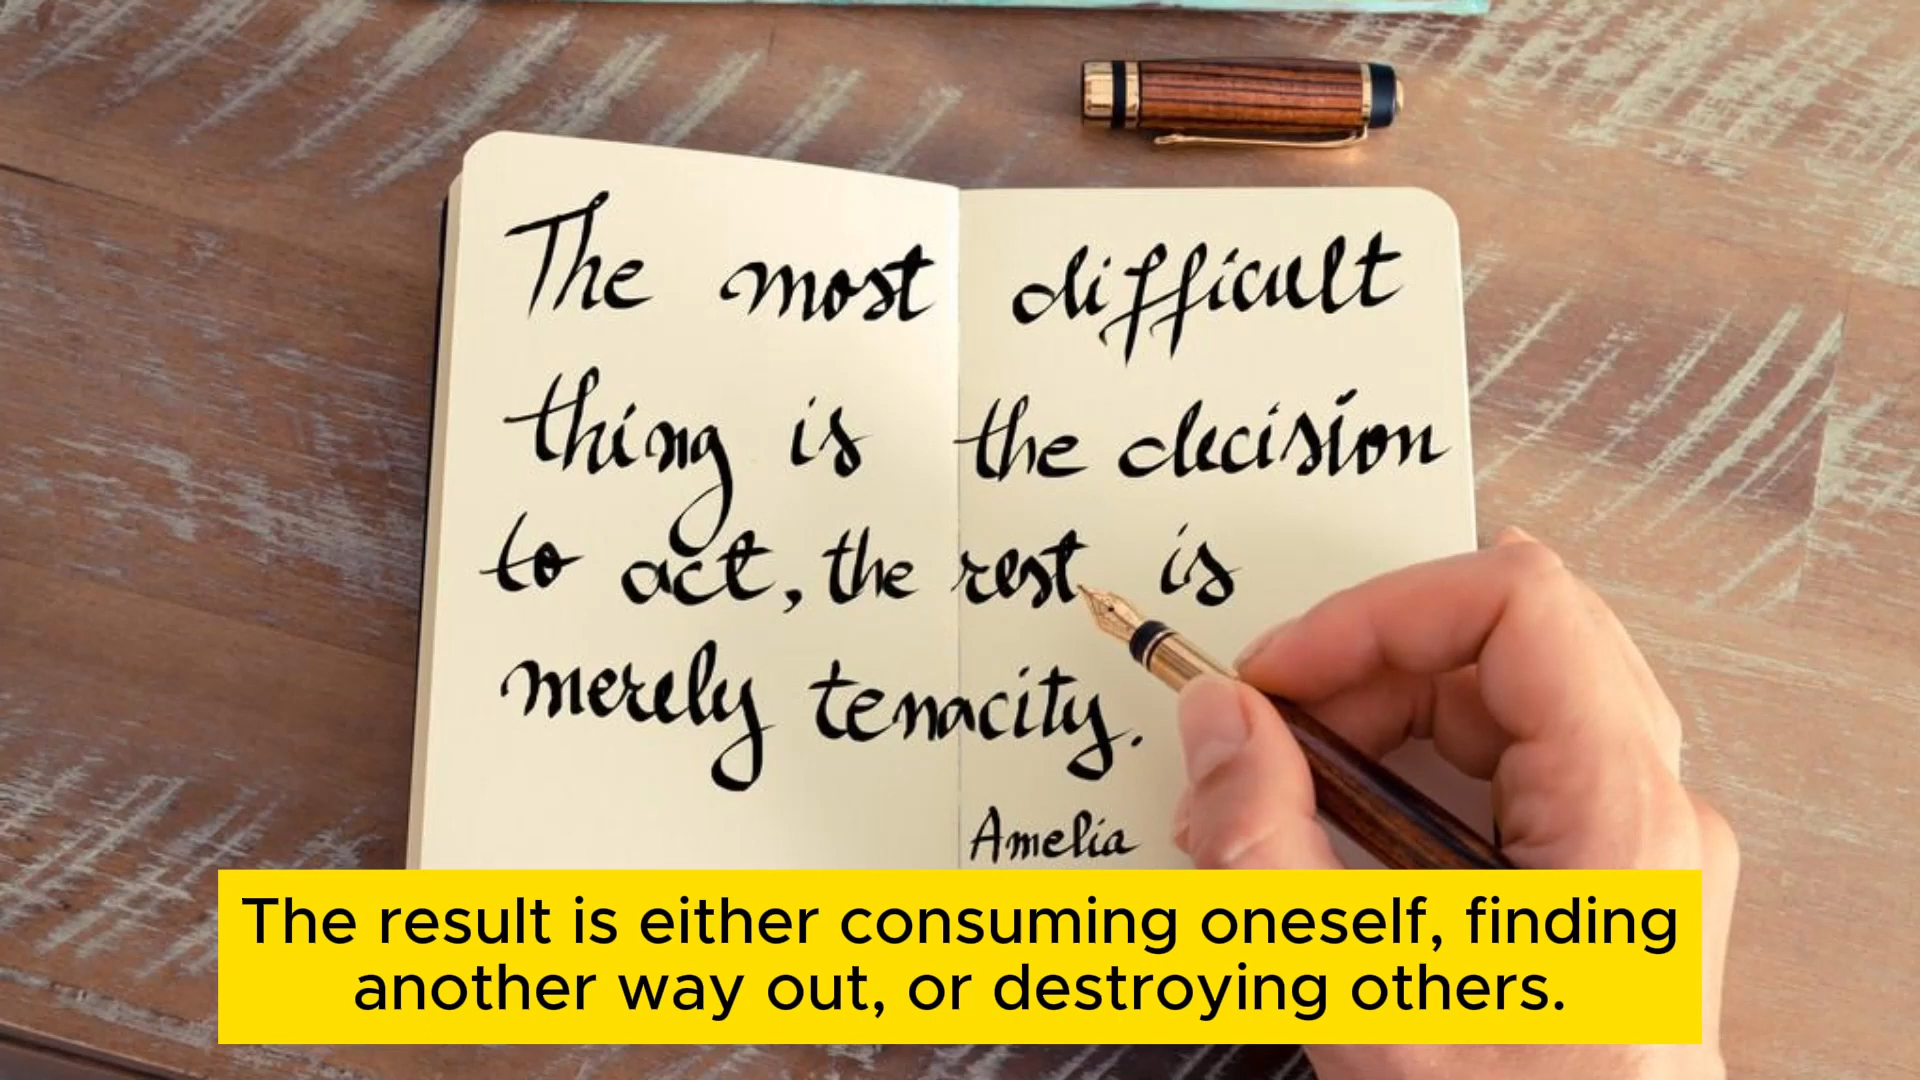 The most difficult
thing is the decision
to act, the rest is
merely tenacity.
Amelia
The result is either consuming oneself, finding
another way out, or destroying others.